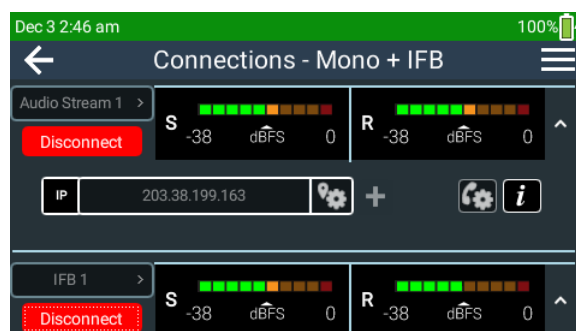 Dec 3 2:46 am 100%
Connections - Mono + IFB
Audio Stream 1 >
Disconnect
S -38 dBFS 0
R -38 dBFS 0
IP 203.38.199.163 + i
IFB 1 >
Disconnect
S -38 dBFS 0
R -38 dBFS 0